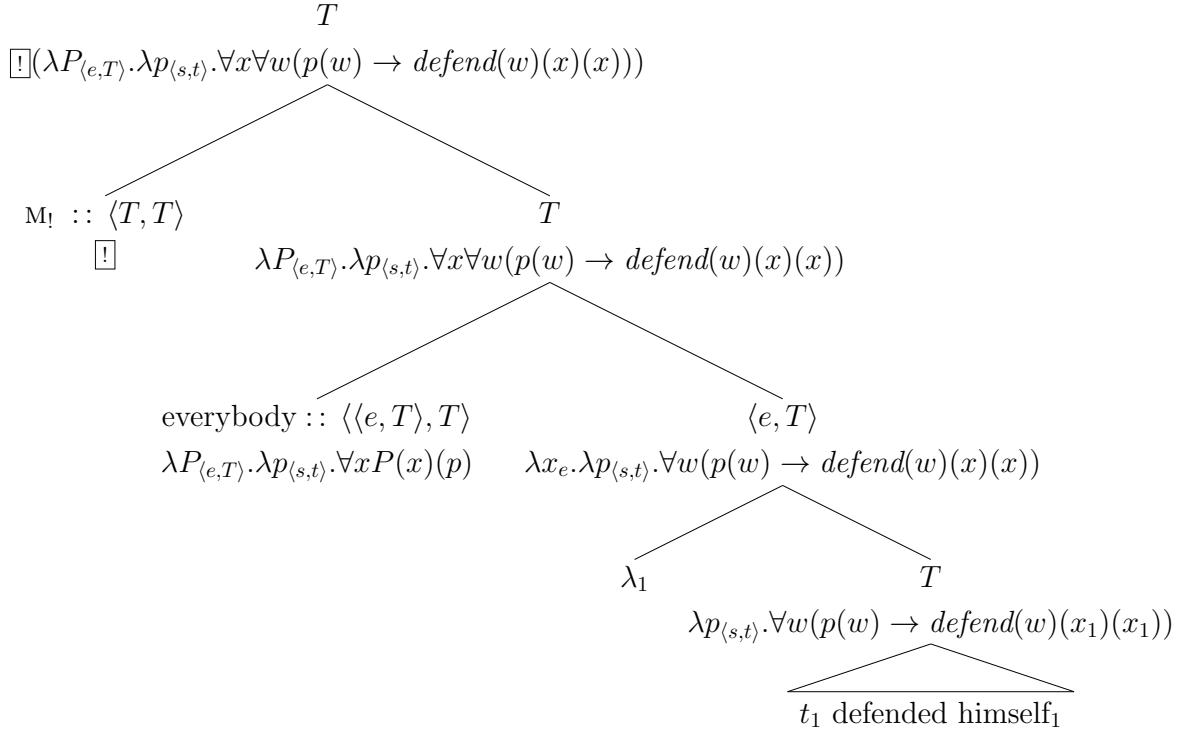 T
!(λP⟨e,T⟩.λp⟨s,t⟩.∀x∀w(p(w) → defend(w)(x)(x)))
M! :: ⟨T, T⟩
T
!
λP⟨e,T⟩.λp⟨s,t⟩.∀x∀w(p(w) → defend(w)(x)(x))
everybody :: ⟨⟨e, T⟩, T⟩
⟨e, T⟩
λP⟨e,T⟩.λp⟨s,t⟩.∀xP(x)(p)
λxₑ.λp⟨s,t⟩.∀w(p(w) → defend(w)(x)(x))
λ₁
T
λp⟨s,t⟩.∀w(p(w) → defend(w)(x₁)(x₁))
t₁ defended himself₁